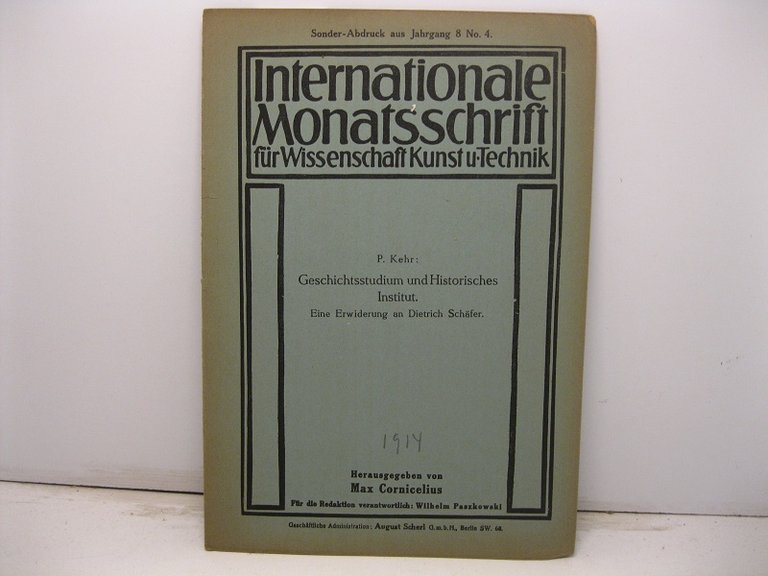 Sonder-Abdruck aus Jahrgang 8 No. 4.
Internationale
Monatsschrift
für Wissenschaft Kunst u. Technik
P. Kehr:
Geschichtsstudium und Historisches
Institut.
Eine Erwiderung an Dietrich Schäfer.
1914
Herausgegeben von
Max Cornicelius
Für die Redaktion verantwortlich: Wilhelm Paszkowski
Geschäftliche Administration: August Scherl G.m.b.H., Berlin SW. 68.